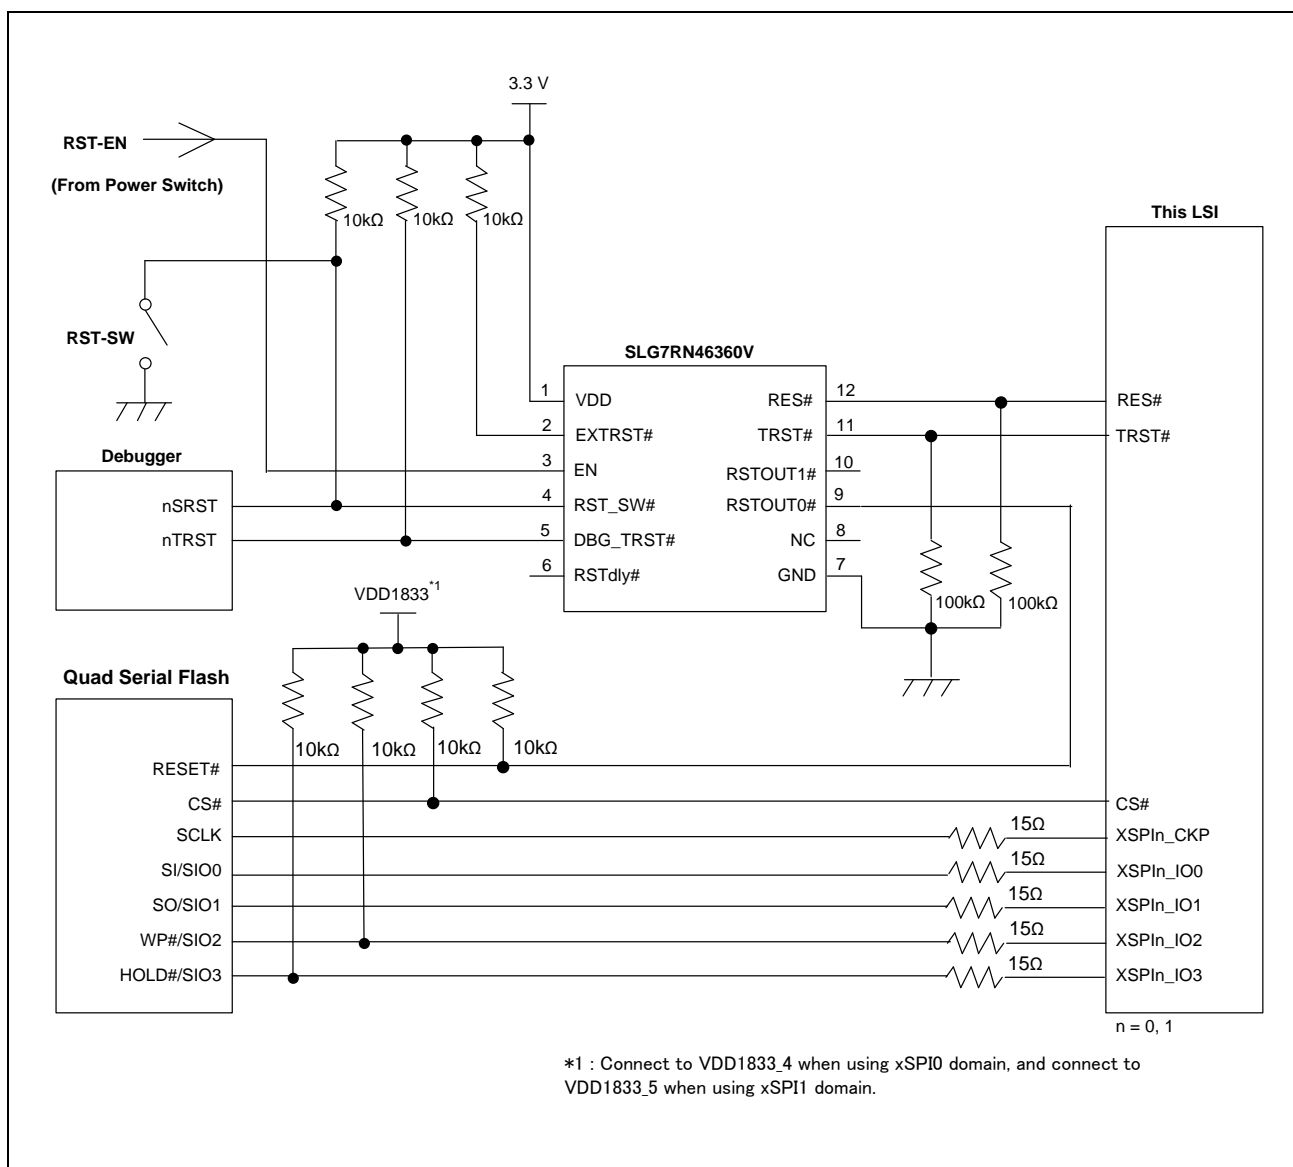 3.3 V
RST-EN
(From Power Switch)
10kΩ
10kΩ
10kΩ
This LSI
RST-SW
SLG7RN46360V
1
VDD
RES#
12
RES#
2
EXTRST#
TRST#
11
TRST#
Debugger
3
EN
RSTOUT1#
10
nSRST
4
RST_SW#
RSTOUT0#
9
nTRST
5
DBG_TRST#
NC
8
6
RSTdly#
GND
7
VDD1833*1
100kΩ
100kΩ
Quad Serial Flash
10kΩ
10kΩ
10kΩ
10kΩ
RESET#
CS#
CS#
SCLK
15Ω
XSPIn_CKP
SI/SIO0
15Ω
XSPIn_IO0
SO/SIO1
15Ω
XSPIn_IO1
WP#/SIO2
15Ω
XSPIn_IO2
HOLD#/SIO3
15Ω
XSPIn_IO3
n = 0, 1
*1 : Connect to VDD1833_4 when using xSPI0 domain, and connect to
VDD1833_5 when using xSPI1 domain.